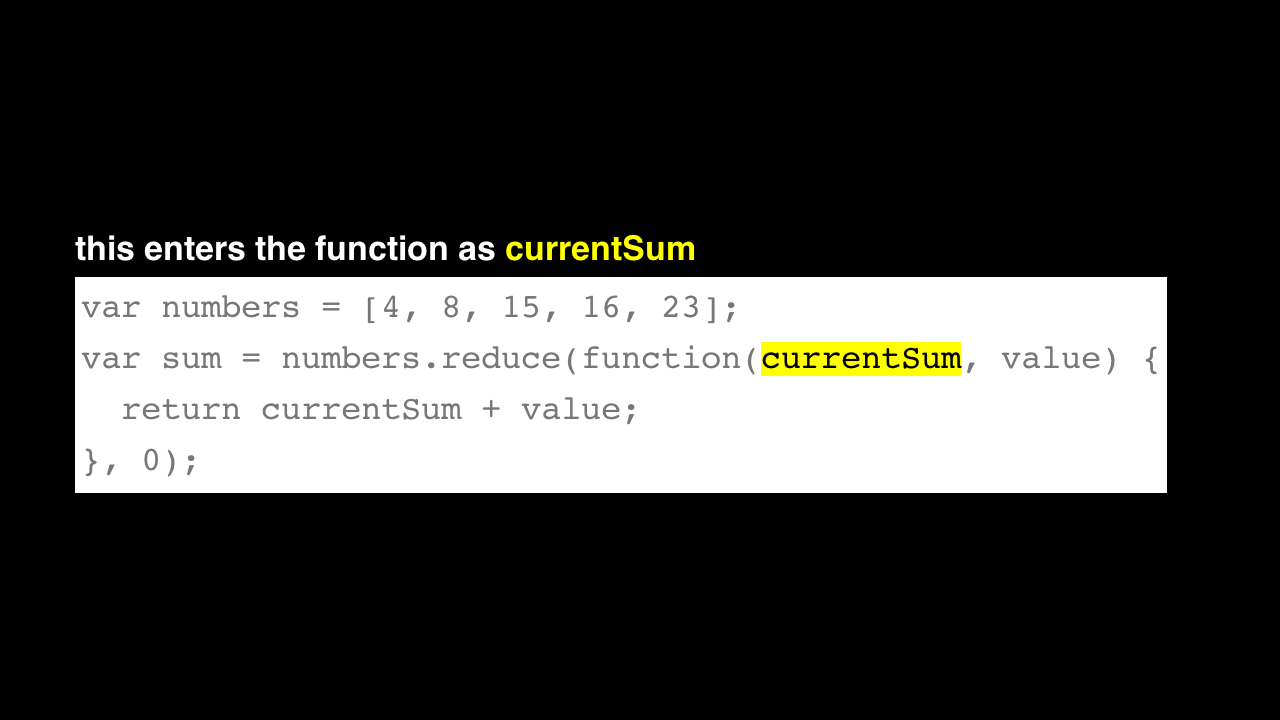 this enters the function as currentSum
var numbers = [4, 8, 15, 16, 23];
var sum = numbers.reduce(function(currentSum, value) {
  return currentSum + value;
}, 0);